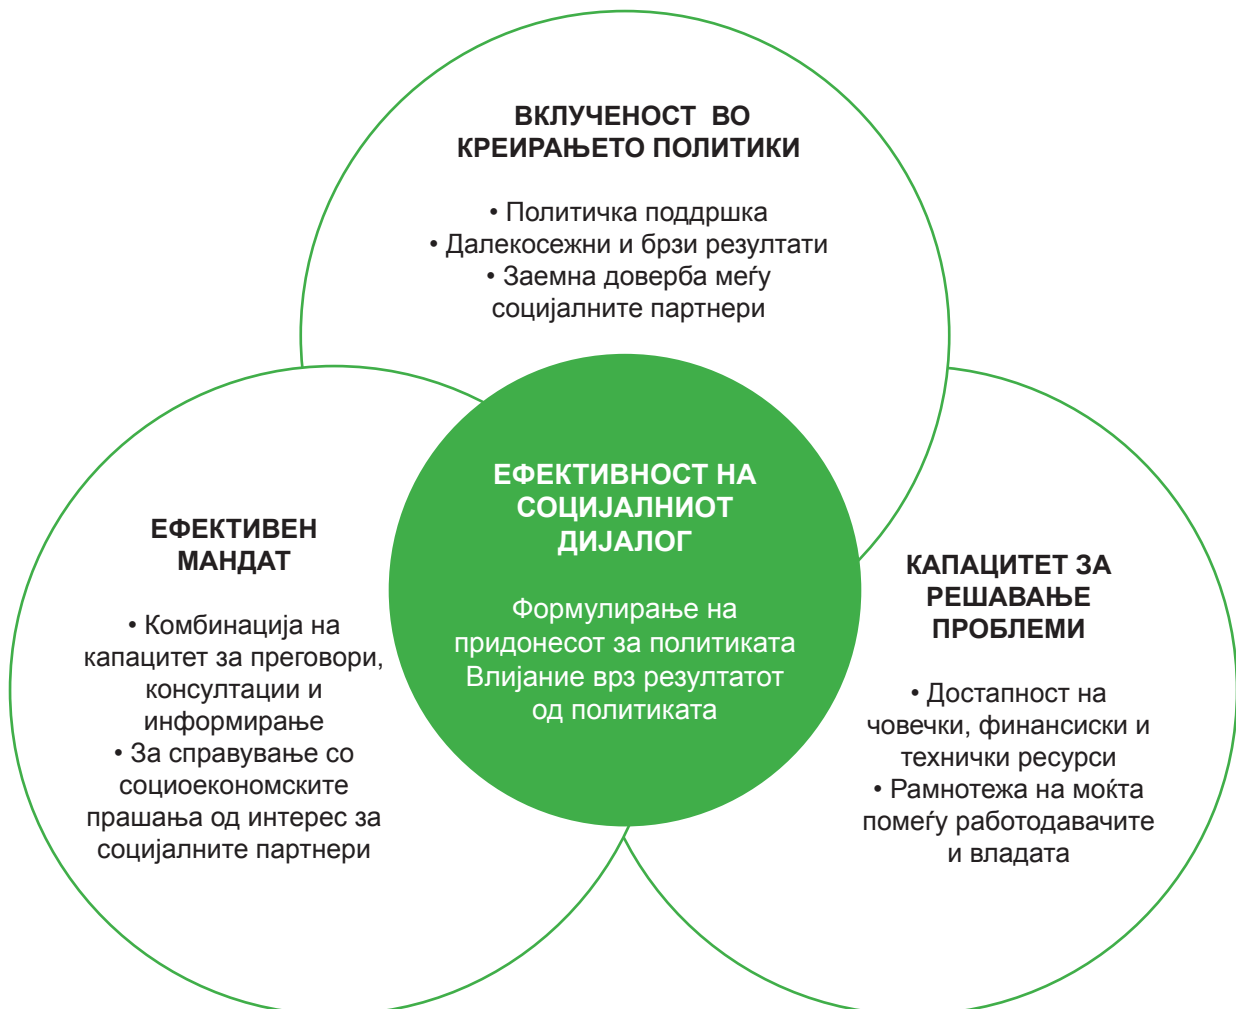 ВКЛУЧЕНОСТ ВО
КРЕИРАЊЕТО ПОЛИТИКИ
• Политичка поддршка
• Далекосежни и брзи резултати
• Заемна доверба меѓу
социјалните партнери
ЕФЕКТИВНОСТ НА
СОЦИЈАЛНИОТ
ДИЈАЛОГ
Формулирање на
придонесот за политиката
Влијание врз резултатот
од политиката
ЕФЕКТИВЕН
МАНДАТ
• Комбинација на
капацитет за преговори,
консултации и
информирање
• За справување со
социоекономските
прашања од интерес за
социјалните партнери
КАПАЦИТЕТ ЗА
РЕШАВАЊЕ
ПРОБЛЕМИ
• Достапност на
човечки, финансиски и
технички ресурси
• Рамнотежа на моќта
помеѓу работодавачите
и владата